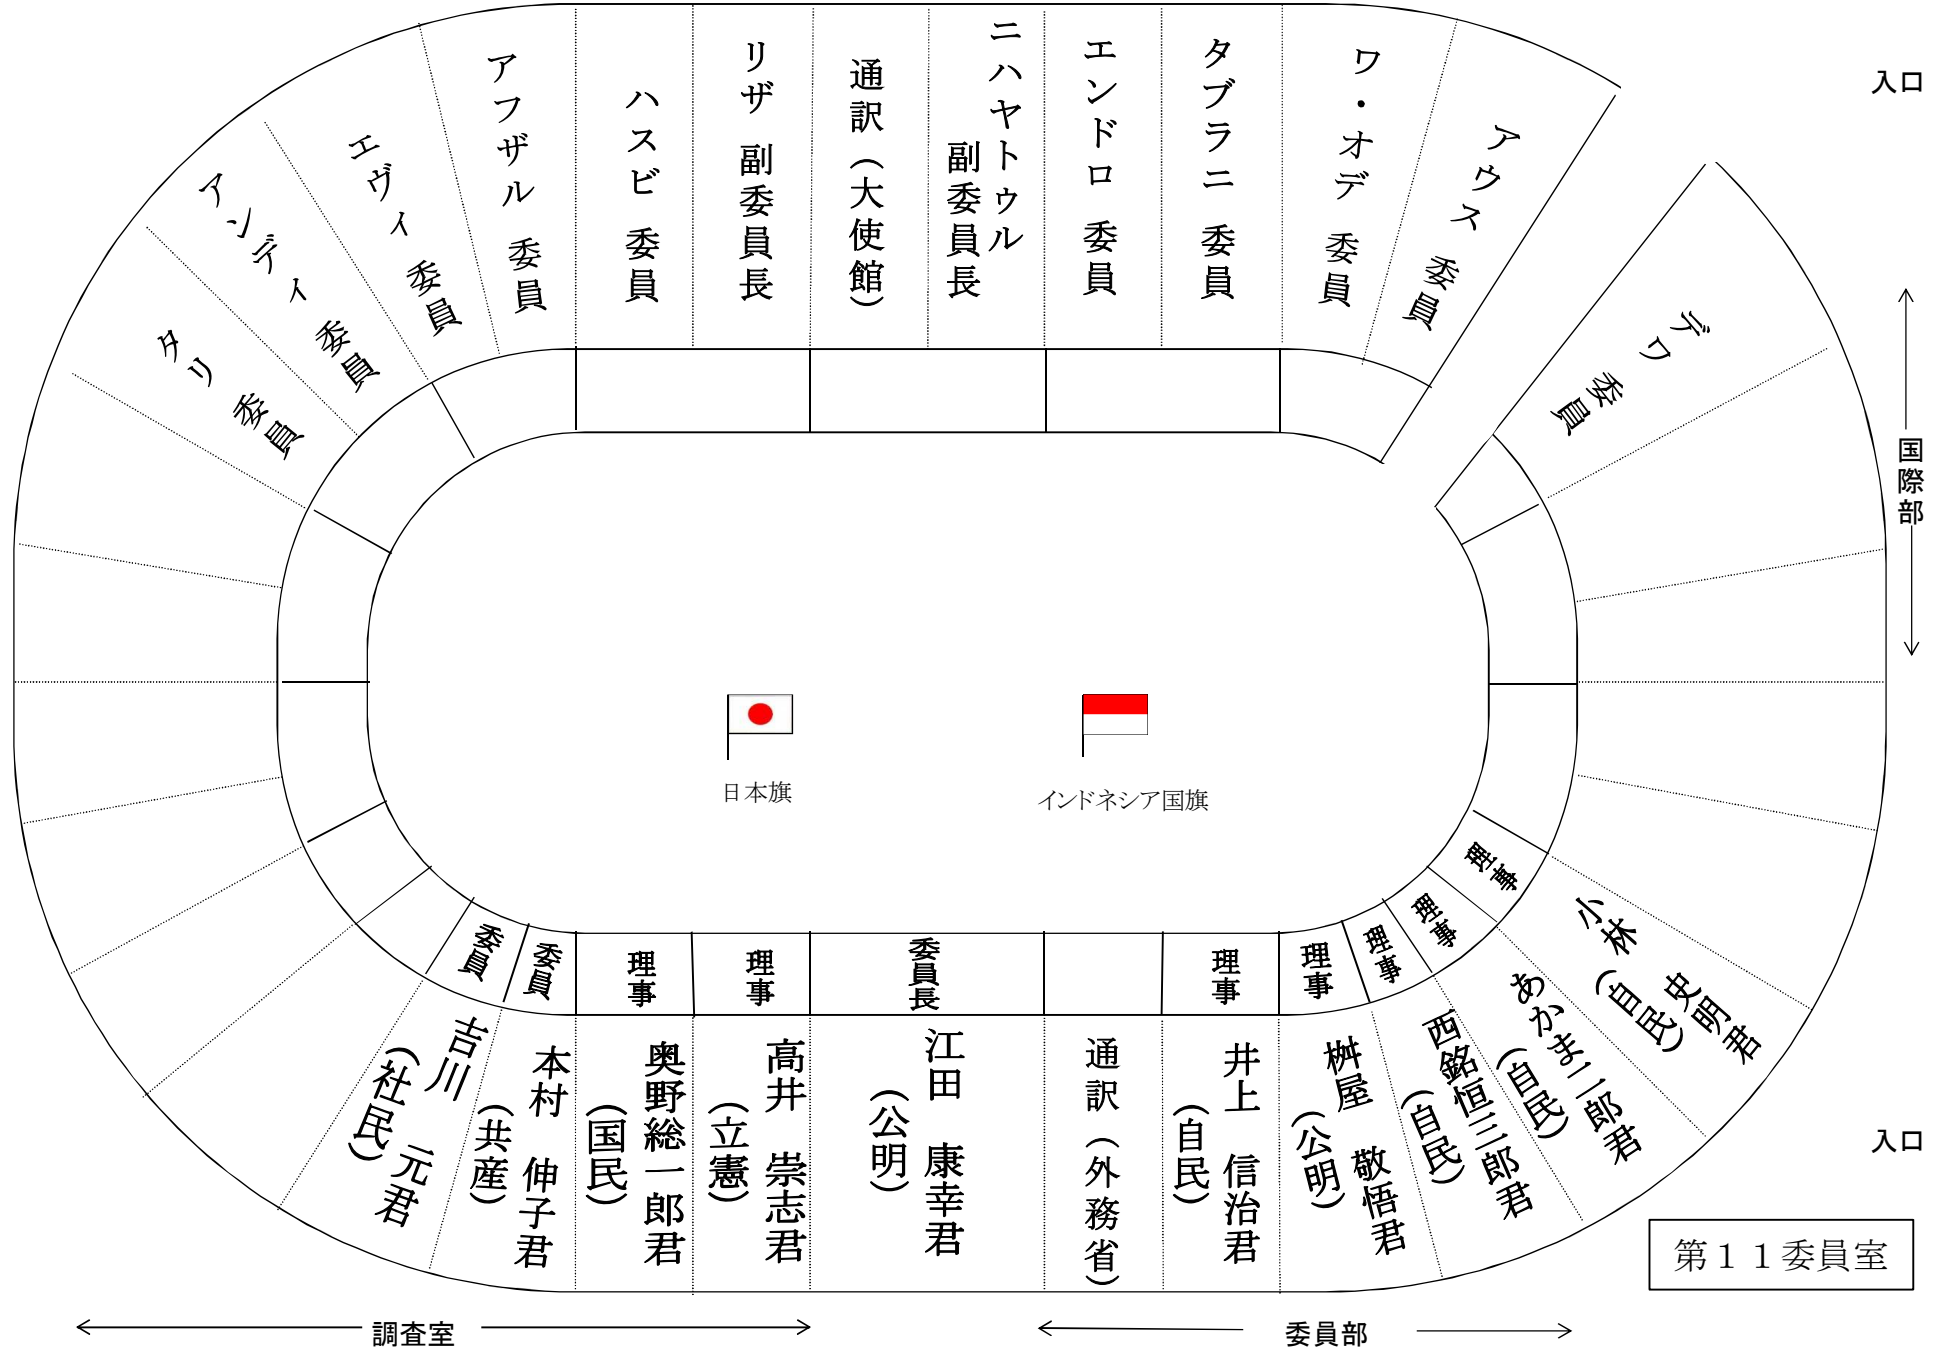 入口
タリ 委員
アンディ 委員
エヴィ 委員
アフザル 委員
ハスビ 委員
リザ 副委員長
通訳（大使館）
ニハヤトゥル
副委員長
エンドロ 委員
タブラニ 委員
ワ・オデ 委員
アウス 委員
デワ 委員
国際部
日本旗
インドネシア国旗
委員
吉川 元君
（社民）
委員
本村 伸子君
（共産）
理事
奥野総一郎君
（国民）
理事
高井 崇志君
（立憲）
委員長
江田 康幸君
（公明）
通訳（外務省）
理事
井上 信治君
（自民）
理事
桝屋 敬悟君
（公明）
理事
西銘恒三郎君
（自民）
理事
あかま二郎君
（自民）
理事
小林 史明君
（自民）
入口
第１１委員室
調査室
委員部